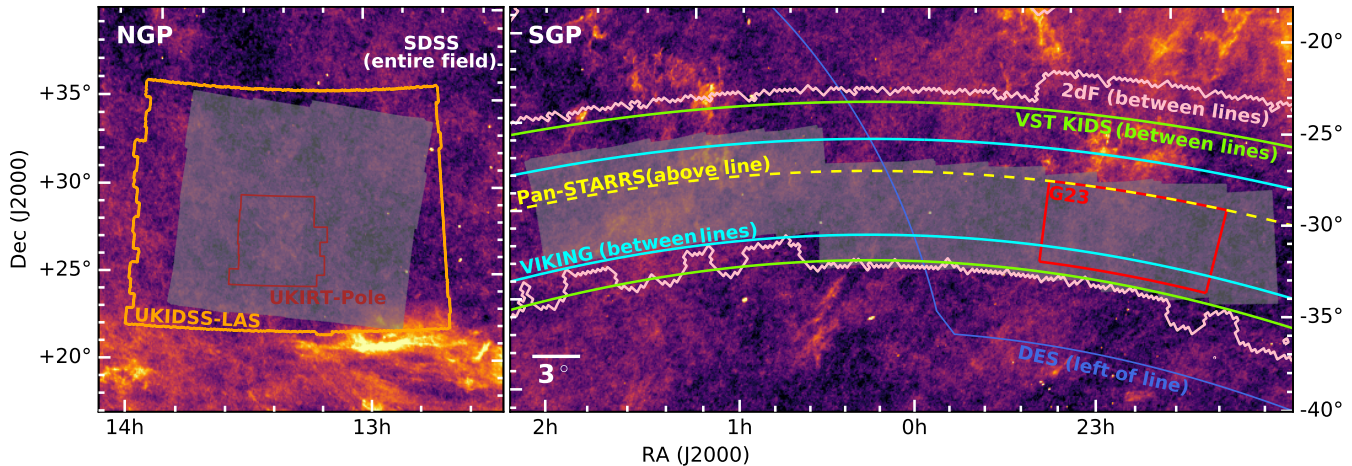 NGP
SDSS
(entire field)
+35°
+30°
+25°
+20°
Dec (J2000)
UKIRT-Pole
UKIDSS-LAS
14h
13h
SGP
2dF (between lines)
VST KIDS (between lines)
Pan-STARRS(above line)
G23
VIKING (between lines)
DES (left of line)
3°
-20°
-25°
-30°
-35°
-40°
2h
1h
0h
23h
RA (J2000)